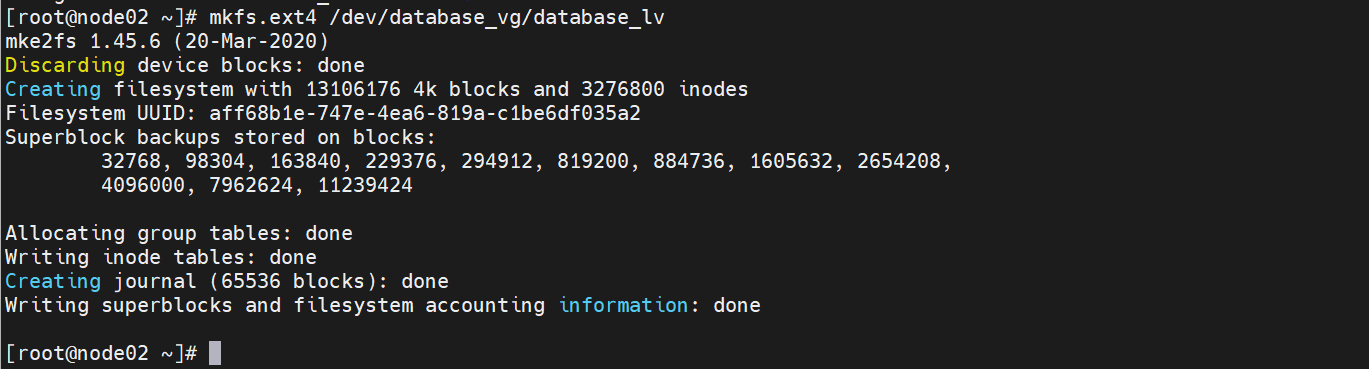 [root@node02 ~]# mkfs.ext4 /dev/database_vg/database_lv
mke2fs 1.45.6 (20-Mar-2020)
Discarding device blocks: done
Creating filesystem with 13106176 4k blocks and 3276800 inodes
Filesystem UUID: aff68b1e-747e-4ea6-819a-c1be6df035a2
Superblock backups stored on blocks:
        32768, 98304, 163840, 229376, 294912, 819200, 884736, 1605632, 2654208,
        4096000, 7962624, 11239424

Allocating group tables: done
Writing inode tables: done
Creating journal (65536 blocks): done
Writing superblocks and filesystem accounting information: done

[root@node02 ~]#